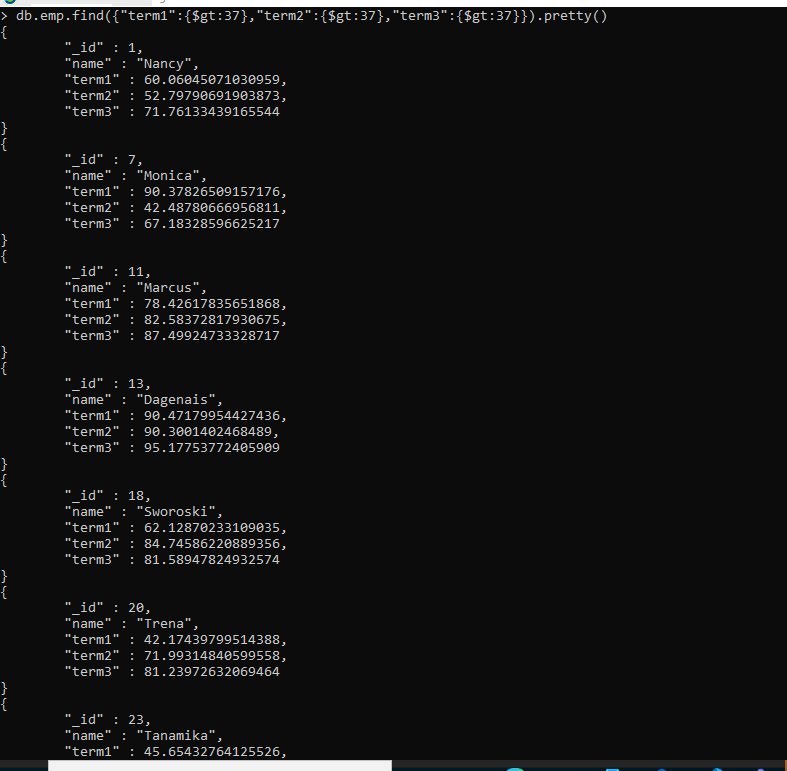 > db.emp.find({"term1":{$gt:37},"term2":{$gt:37},"term3":{$gt:37}}).pretty()
{
"_id" : 1,
"name" : "Nancy",
"term1" : 60.06045071030959,
"term2" : 52.79790691903873,
"term3" : 71.76133439165544
}
{
"_id" : 7,
"name" : "Monica",
"term1" : 90.37826509157176,
"term2" : 42.48780666956811,
"term3" : 67.18328596625217
}
{
"_id" : 11,
"name" : "Marcus",
"term1" : 78.42617835651868,
"term2" : 82.58372817930675,
"term3" : 87.49924733328717
}
{
"_id" : 13,
"name" : "Dagenais",
"term1" : 90.47179954427436,
"term2" : 90.3001402468489,
"term3" : 95.17753772405909
}
{
"_id" : 18,
"name" : "Sworoski",
"term1" : 62.12870233109035,
"term2" : 84.74586220889356,
"term3" : 81.58947824932574
}
{
"_id" : 20,
"name" : "Trena",
"term1" : 42.17439799514388,
"term2" : 71.99314840599558,
"term3" : 81.23972632069464
}
{
"_id" : 23,
"name" : "Tanamika",
"term1" : 45.65432764125526,